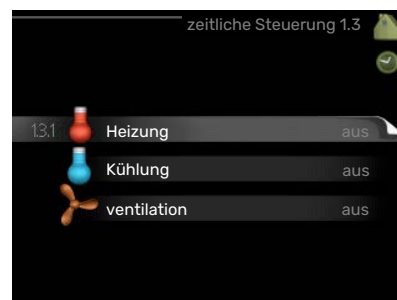 zeitliche Steuerung 1.3
1.3.1 Heizung aus
Kühlung aus
ventilation aus